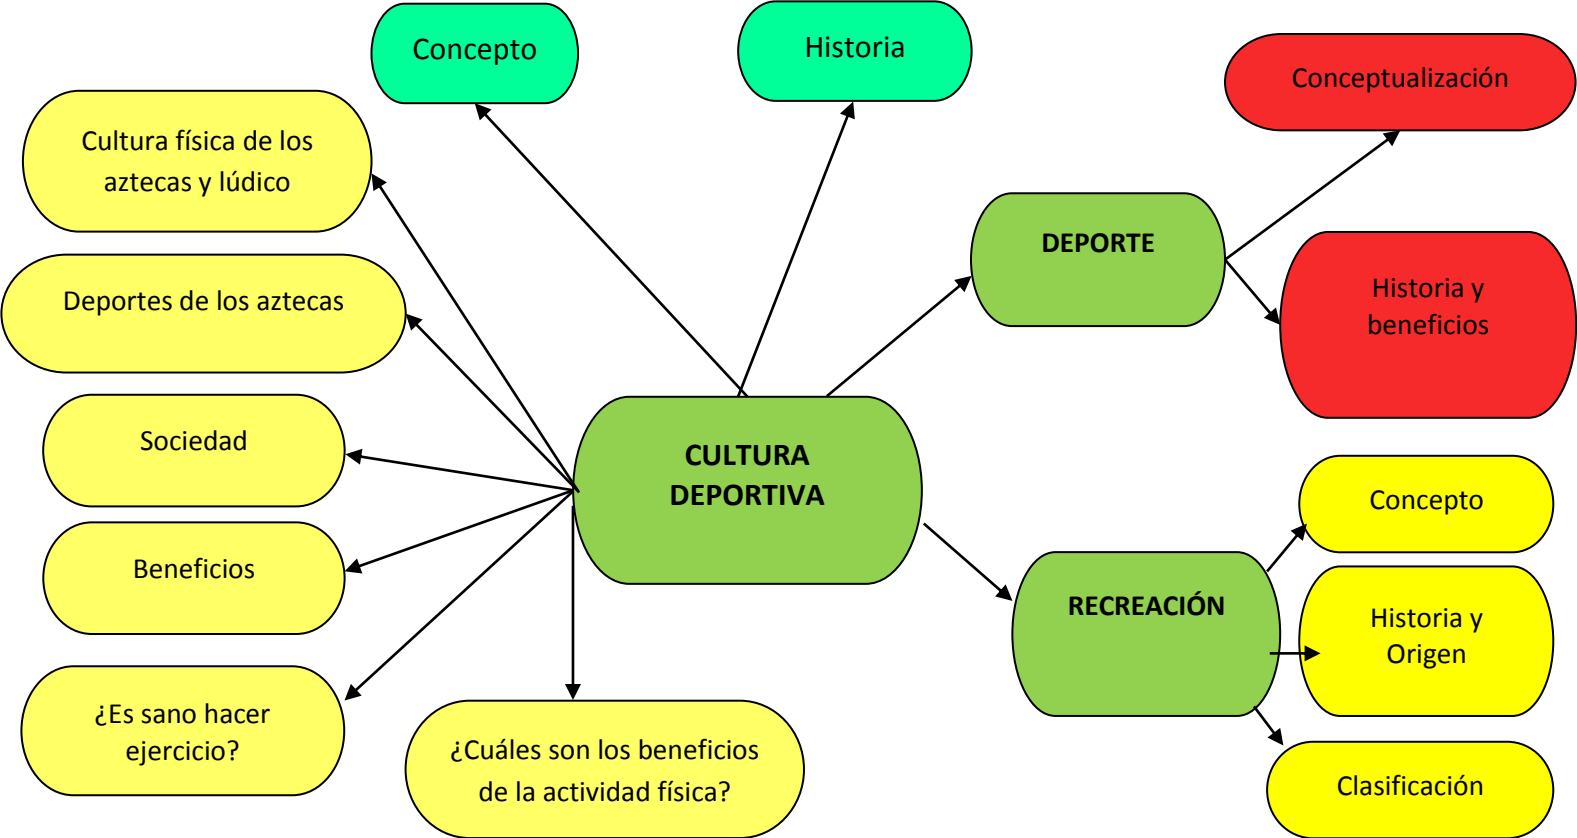 Concepto
Historia
Conceptualización
Cultura física de los
aztecas y lúdico
DEPORTE
Deportes de los aztecas
Historia y
beneficios
Sociedad
CULTURA
DEPORTIVA
Concepto
Beneficios
RECREACIÓN
Historia y
Origen
¿Es sano hacer
ejercicio?
¿Cuáles son los beneficios
de la actividad física?
Clasificación